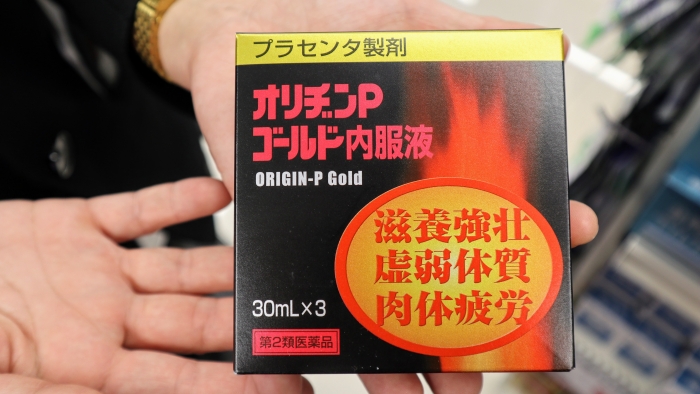 プラセンタ製剤
オリヂンP
ゴールド内服液
ORIGIN-P Gold
滋養強壮
虚弱体質
肉体疲労
30mL×3
第2類医薬品